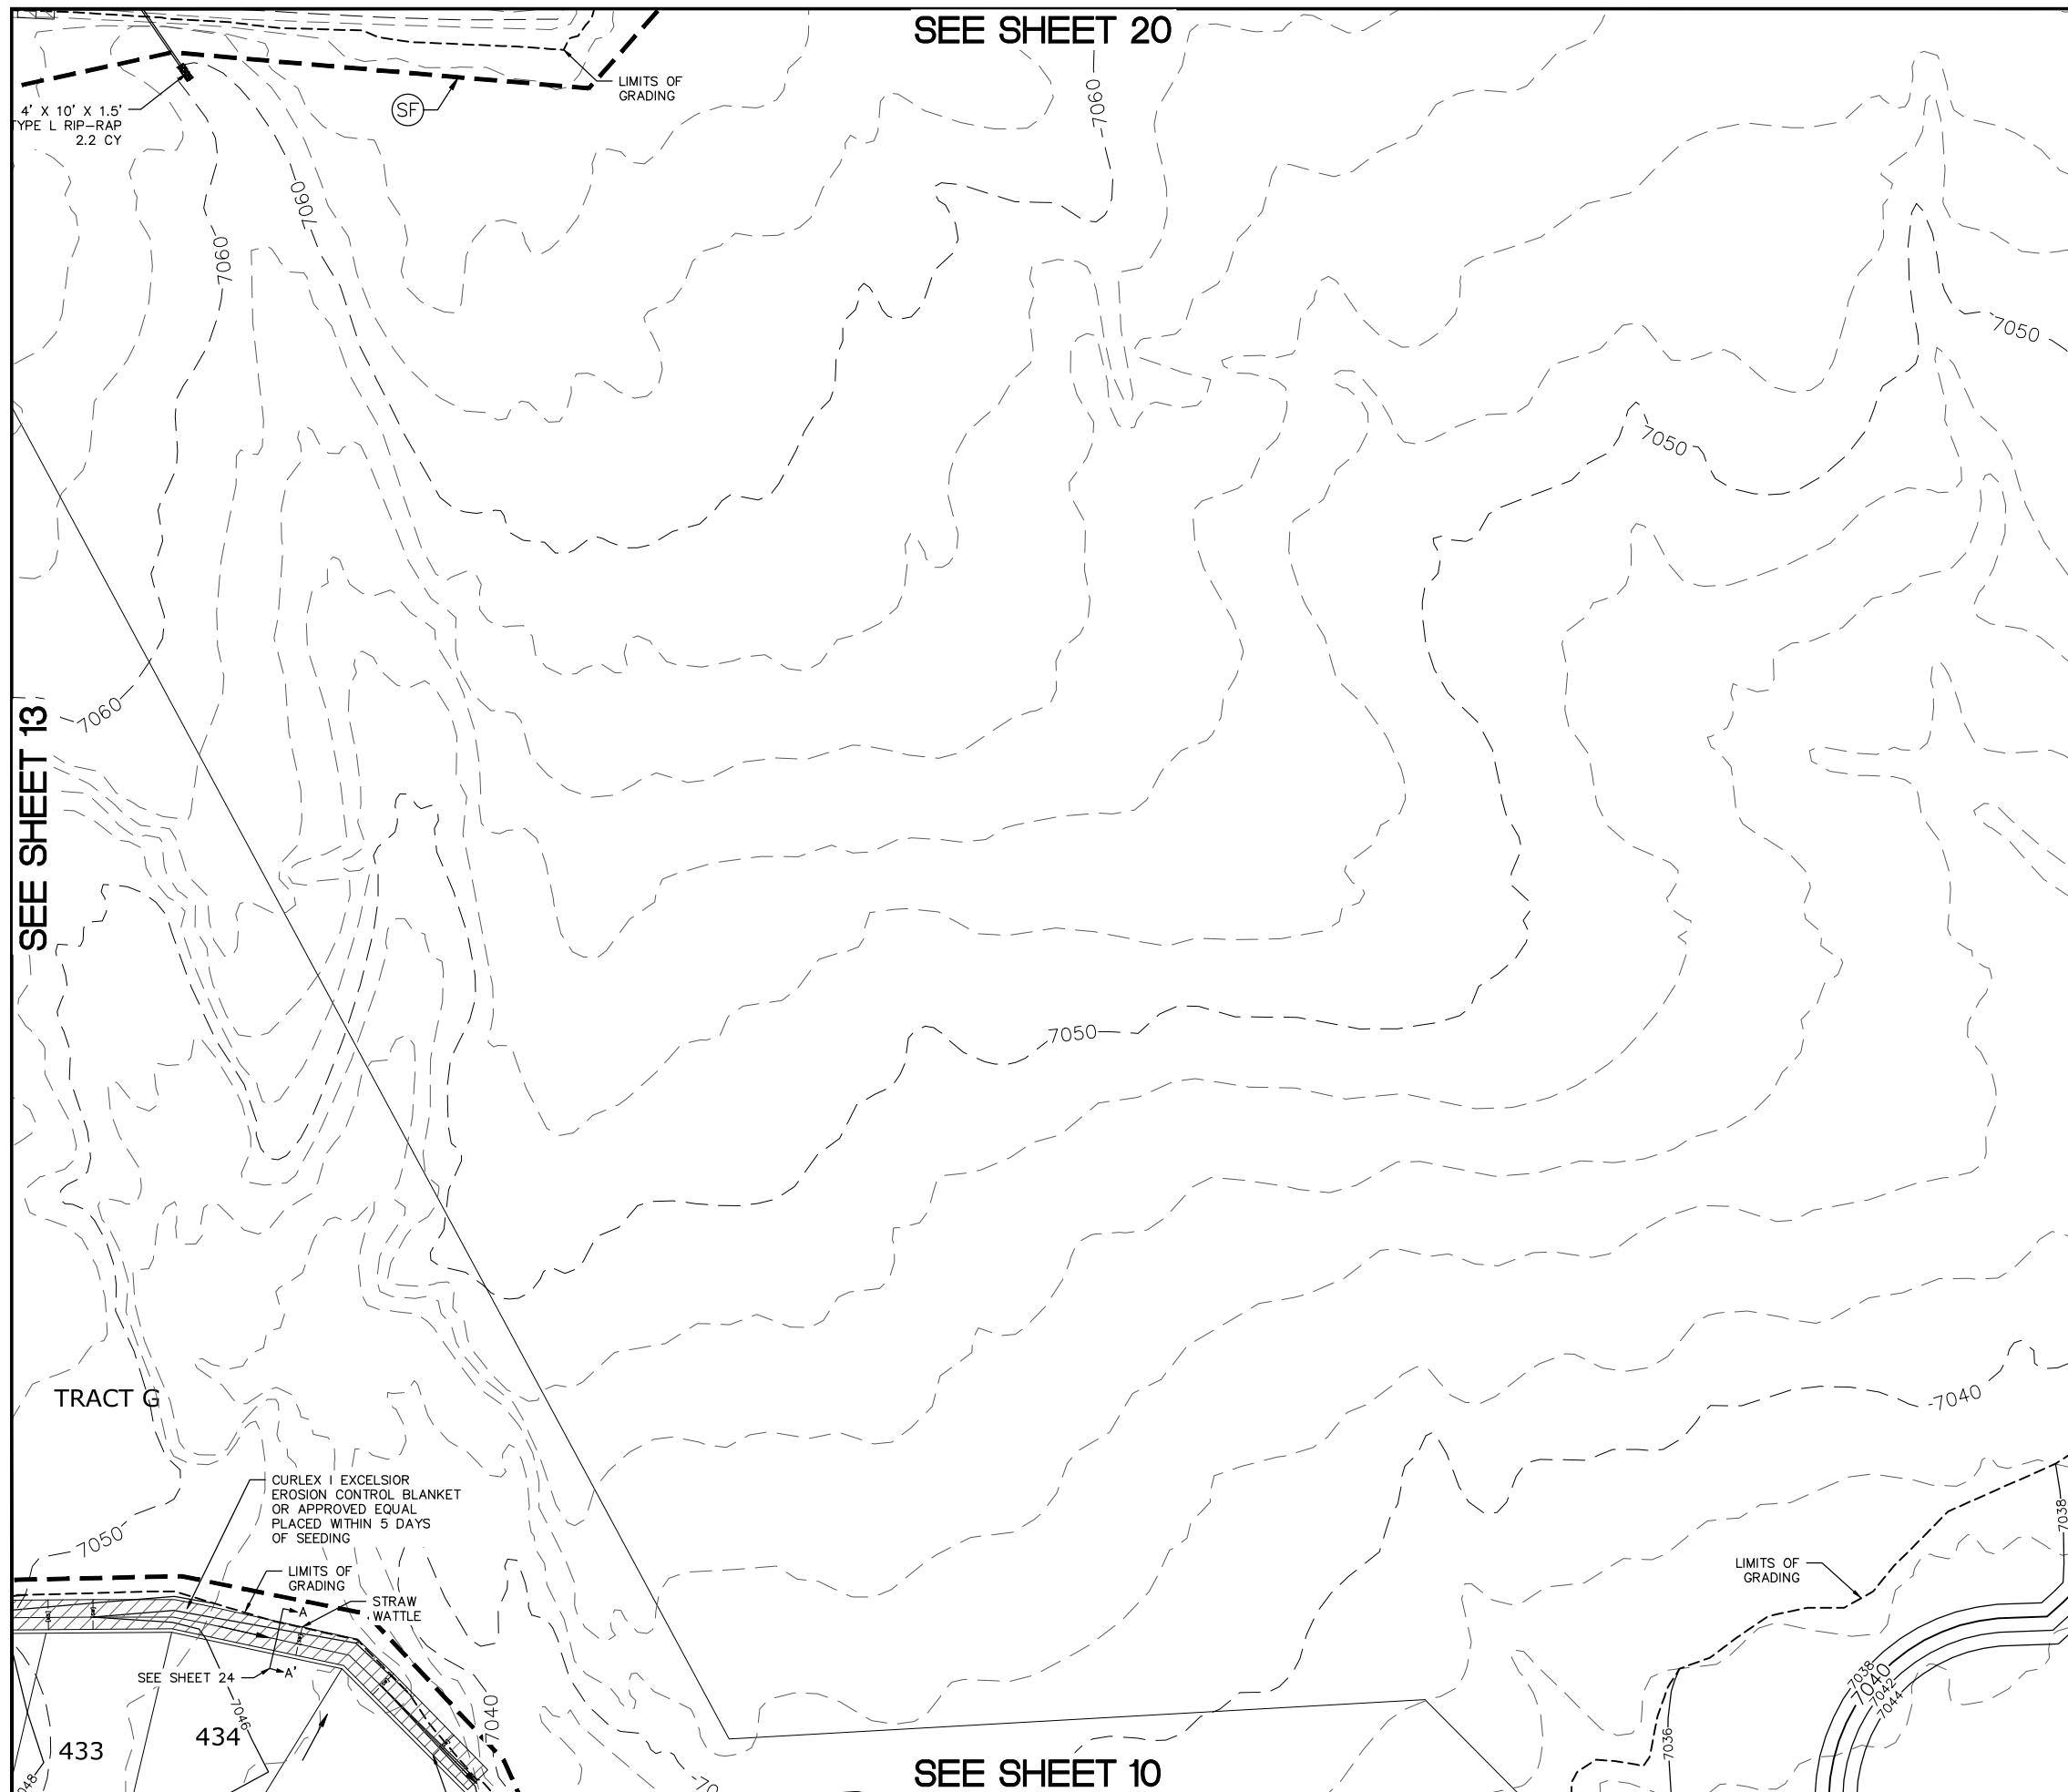 SEE SHEET 20
LIMITS OF
GRADING
SF
4' X 10' X 1.5'
TYPE L RIP-RAP
2.2 CY
7060
7060
7060
7050
7050
7060
SEE SHEET 13
7050
7040
TRACT G
CURLEX I EXCELSIOR
EROSION CONTROL BLANKET
OR APPROVED EQUAL
PLACED WITHIN 5 DAYS
OF SEEDING
7050
7038
LIMITS OF
GRADING
LIMITS OF
GRADING
STRAW
WATTLE
A
SEE SHEET 24
A'
7046
7040
7038
7040
7042
7044
7036
433
434
SEE SHEET 10